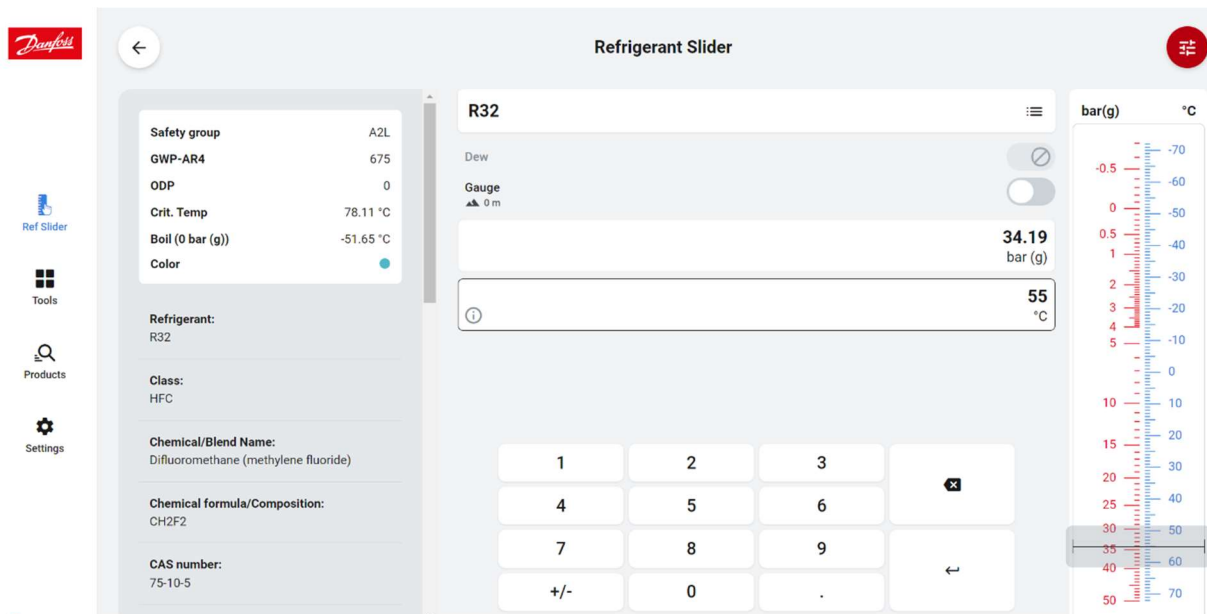 Danfoss
Refrigerant Slider
Ref Slider
Tools
Products
Settings
Safety group A2L
GWP-AR4 675
ODP 0
Crit. Temp 78.11 °C
Boil (0 bar (g)) -51.65 °C
Color
Refrigerant:
R32
Class:
HFC
Chemical/Blend Name:
Difluoromethane (methylene fluoride)
Chemical formula/Composition:
CH2F2
CAS number:
75-10-5
R32
Dew
Gauge
0 m
34.19
bar (g)
55
°C
1 2 3
4 5 6
7 8 9
+/- 0 .
bar(g) °C
-70
-0.5
-60
0 -50
0.5
-40
1
-30
2
3 -20
4
5 -10
0
10 10
15 20
30
20
25 40
30 50
35
40 60
50 70